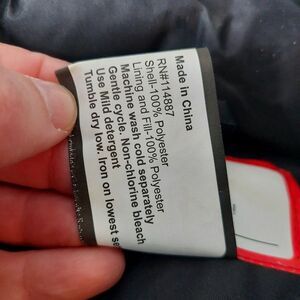 Made in China
RN#114887
Shell-100% Polyester
Lining and Fill-100% Polyester
Machine wash cold separately
Gentle cycle. Non-chlorine bleach
Use Mild detergent
Tumble dry low. Iron on lowest se